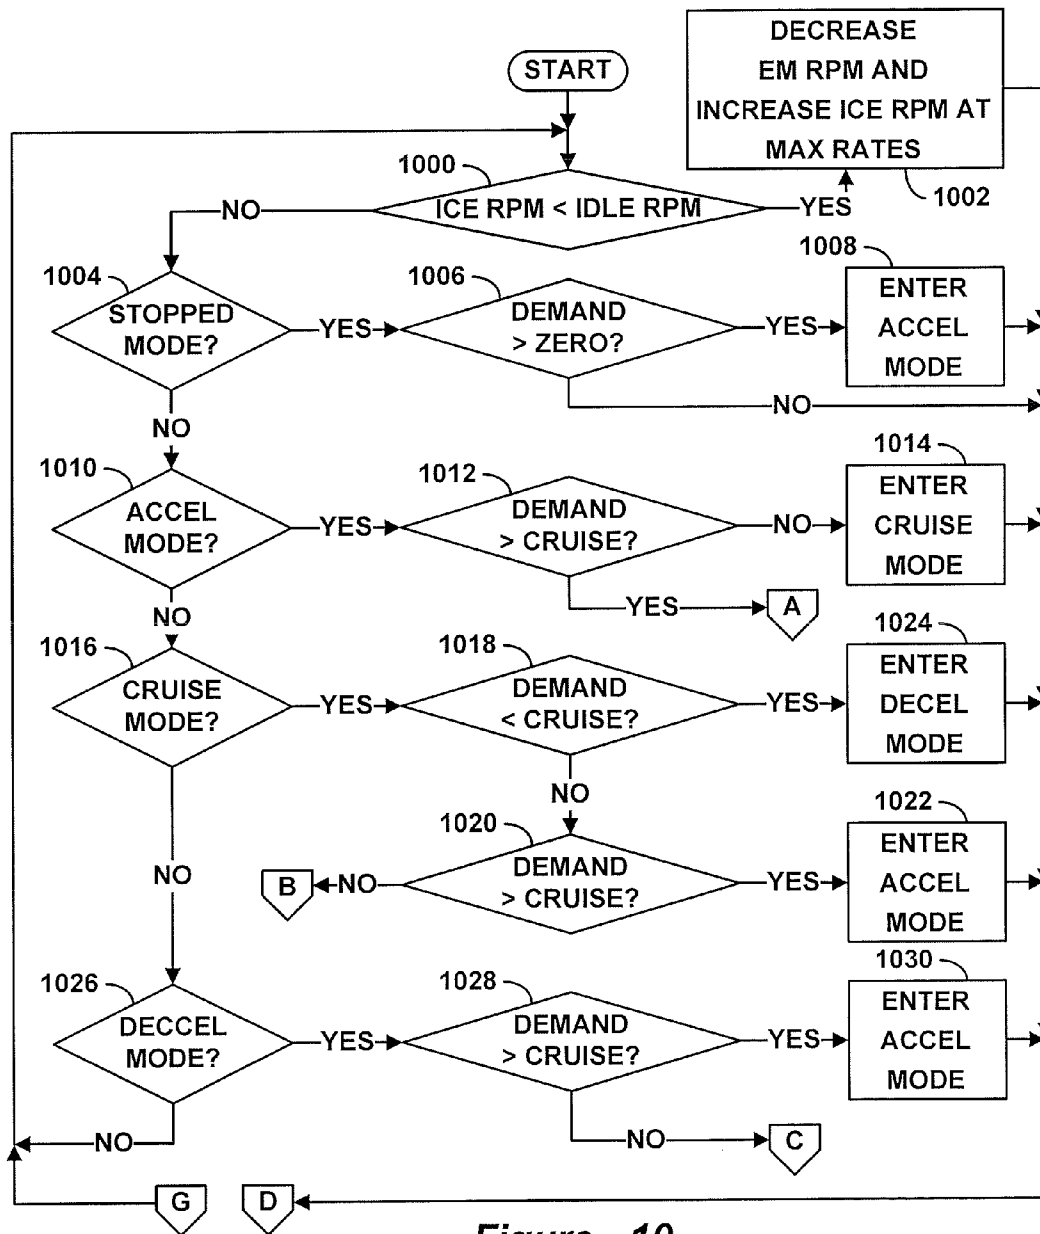 START
DECREASE
EM RPM AND
INCREASE ICE RPM AT
MAX RATES
1002
1000
ICE RPM < IDLE RPM
YES
NO
1004
STOPPED
MODE?
YES
1006
DEMAND
> ZERO?
YES
1008
ENTER
ACCEL
MODE
NO
NO
1010
ACCEL
MODE?
YES
1012
DEMAND
> CRUISE?
NO
1014
ENTER
CRUISE
MODE
YES
A
NO
1016
CRUISE
MODE?
YES
1018
DEMAND
< CRUISE?
YES
1024
ENTER
DECEL
MODE
NO
1020
DEMAND
> CRUISE?
NO
B
YES
1022
ENTER
ACCEL
MODE
NO
1026
DECCEL
MODE?
YES
1028
DEMAND
> CRUISE?
YES
1030
ENTER
ACCEL
MODE
NO
NO
C
G
D
Figure 10